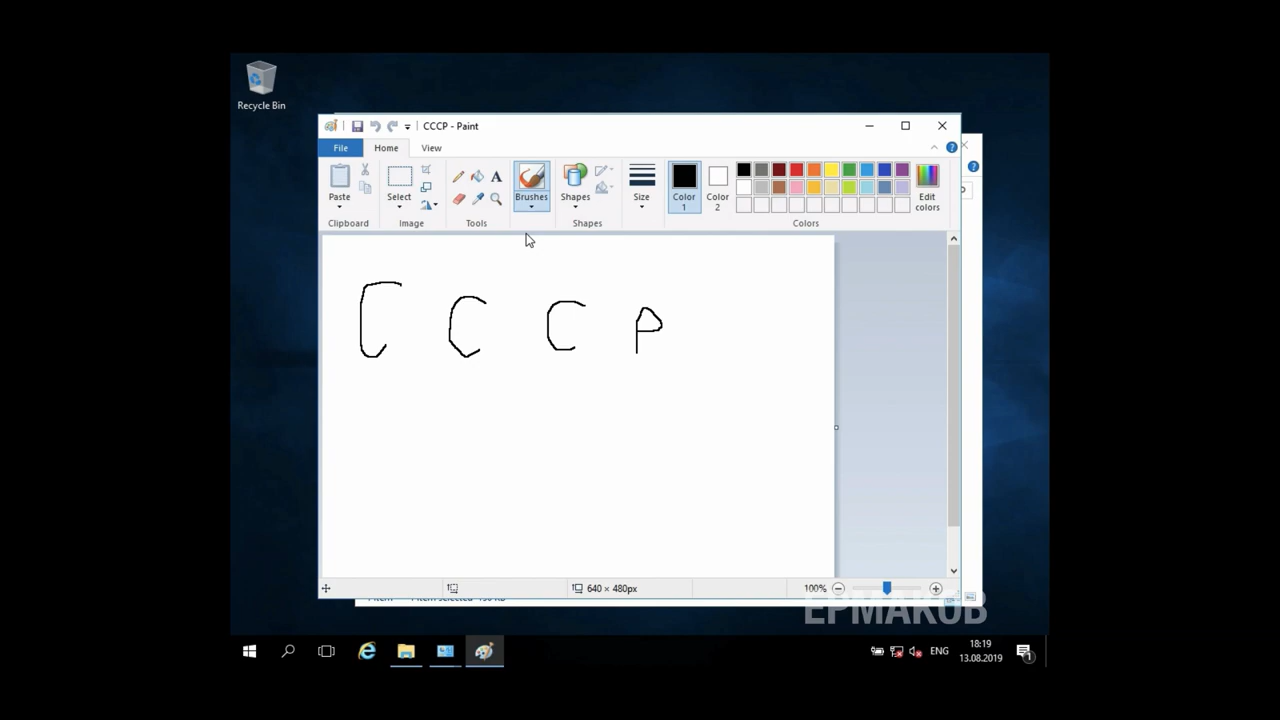 Recycle Bin
CCCP - Paint
File Home View
Paste Select Brushes Shapes Size Color 1 Color 2 Edit colors
Clipboard Image Tools Shapes Colors
C C C P
640 × 480px 100%
ЕРМАКОВ
ENG 18:19
13.08.2019
1